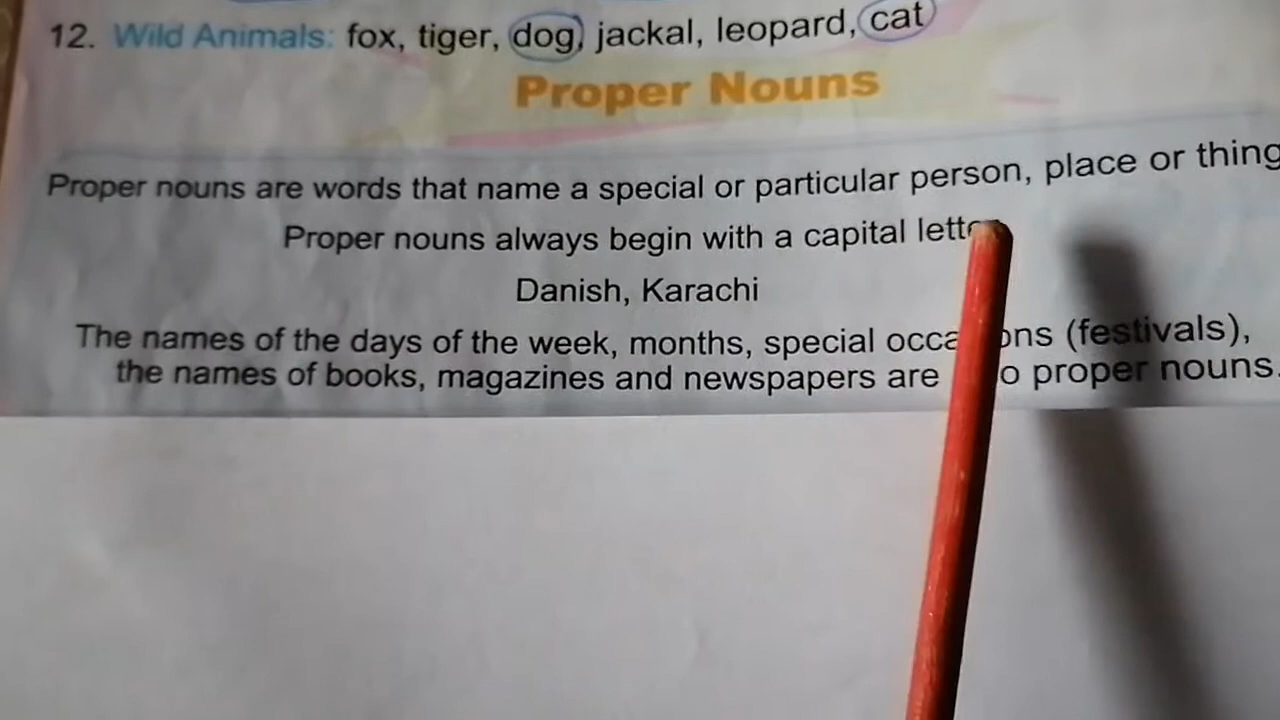 12. Wild Animals: fox, tiger, dog, jackal, leopard, cat
Proper Nouns
Proper nouns are words that name a special or particular person, place or thing
Proper nouns always begin with a capital
Danish, Karachi
The names of the days of the week, months, special (festivals),
the names of books, magazines and newspapers are proper nouns.